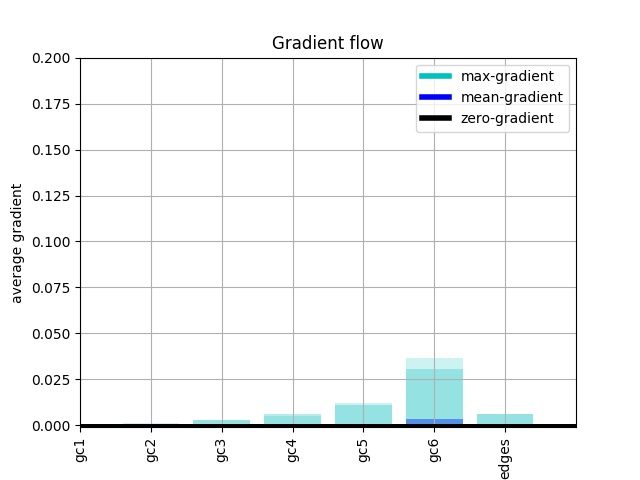 Gradient flow
max-gradient
mean-gradient
zero-gradient
average gradient
0.200
0.175
0.150
0.125
0.100
0.075
0.050
0.025
0.000
gc1
gc2
gc3
gc4
gc5
gc6
edges